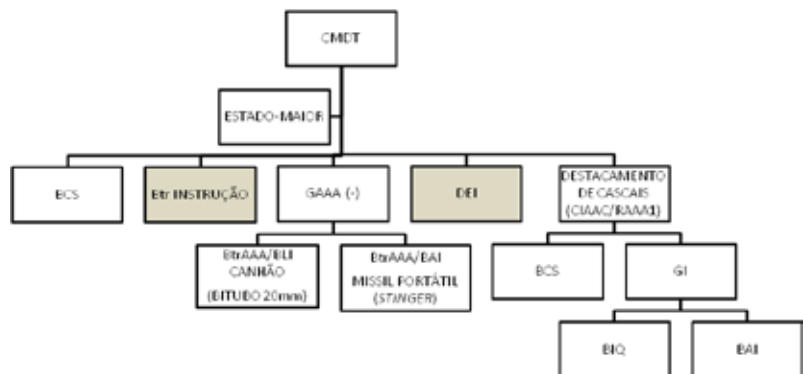 CMDT
ESTADO-MAIOR
BCS
Btr INSTRUÇÃO
GAAA (-)
DEI
DESTACAMENTO
DE CASCAIS
(CIAAC/RAAA1)
BtrAAA/BLI
CANHÃO
(BITUBO 20mm)
BtrAAA/BAI
MISSIL PORTÁTIL
(STINGER)
BCS
GI
BIQ
BAI